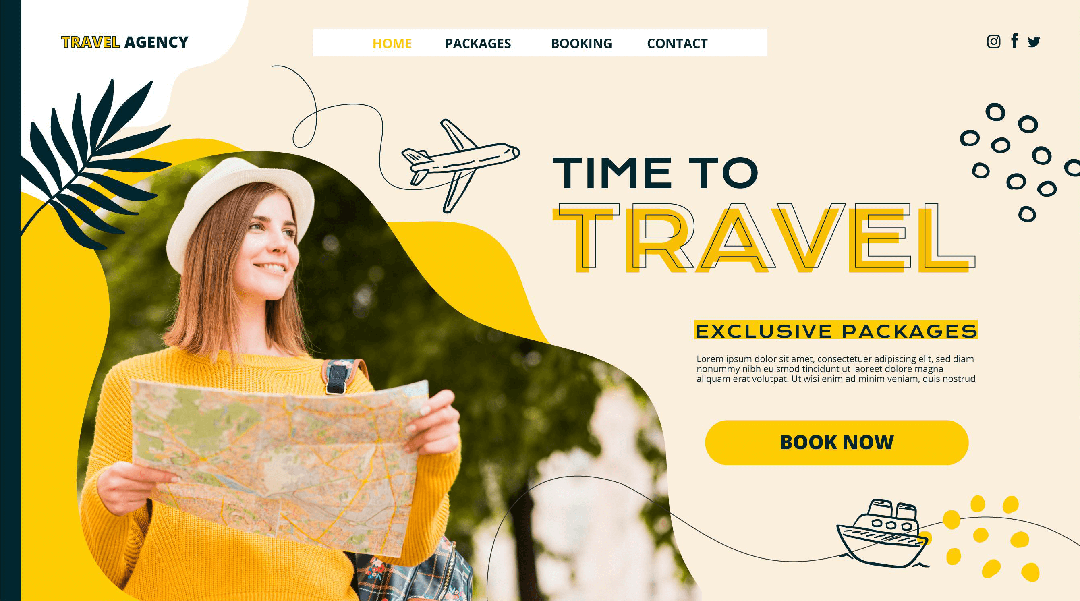 TRAVEL AGENCY
HOME PACKAGES BOOKING CONTACT
TIME TO
TRAVEL
EXCLUSIVE PACKAGES
Lorem ipsum dolor sit amet, consectetuer adipiscing elit, sed diam
nonummy nibh eu smod tincidunt ut laoreet dolore magna
aliquam erat volutpat. Ut wisi enim ad minim veniam, quis nostrud
BOOK NOW